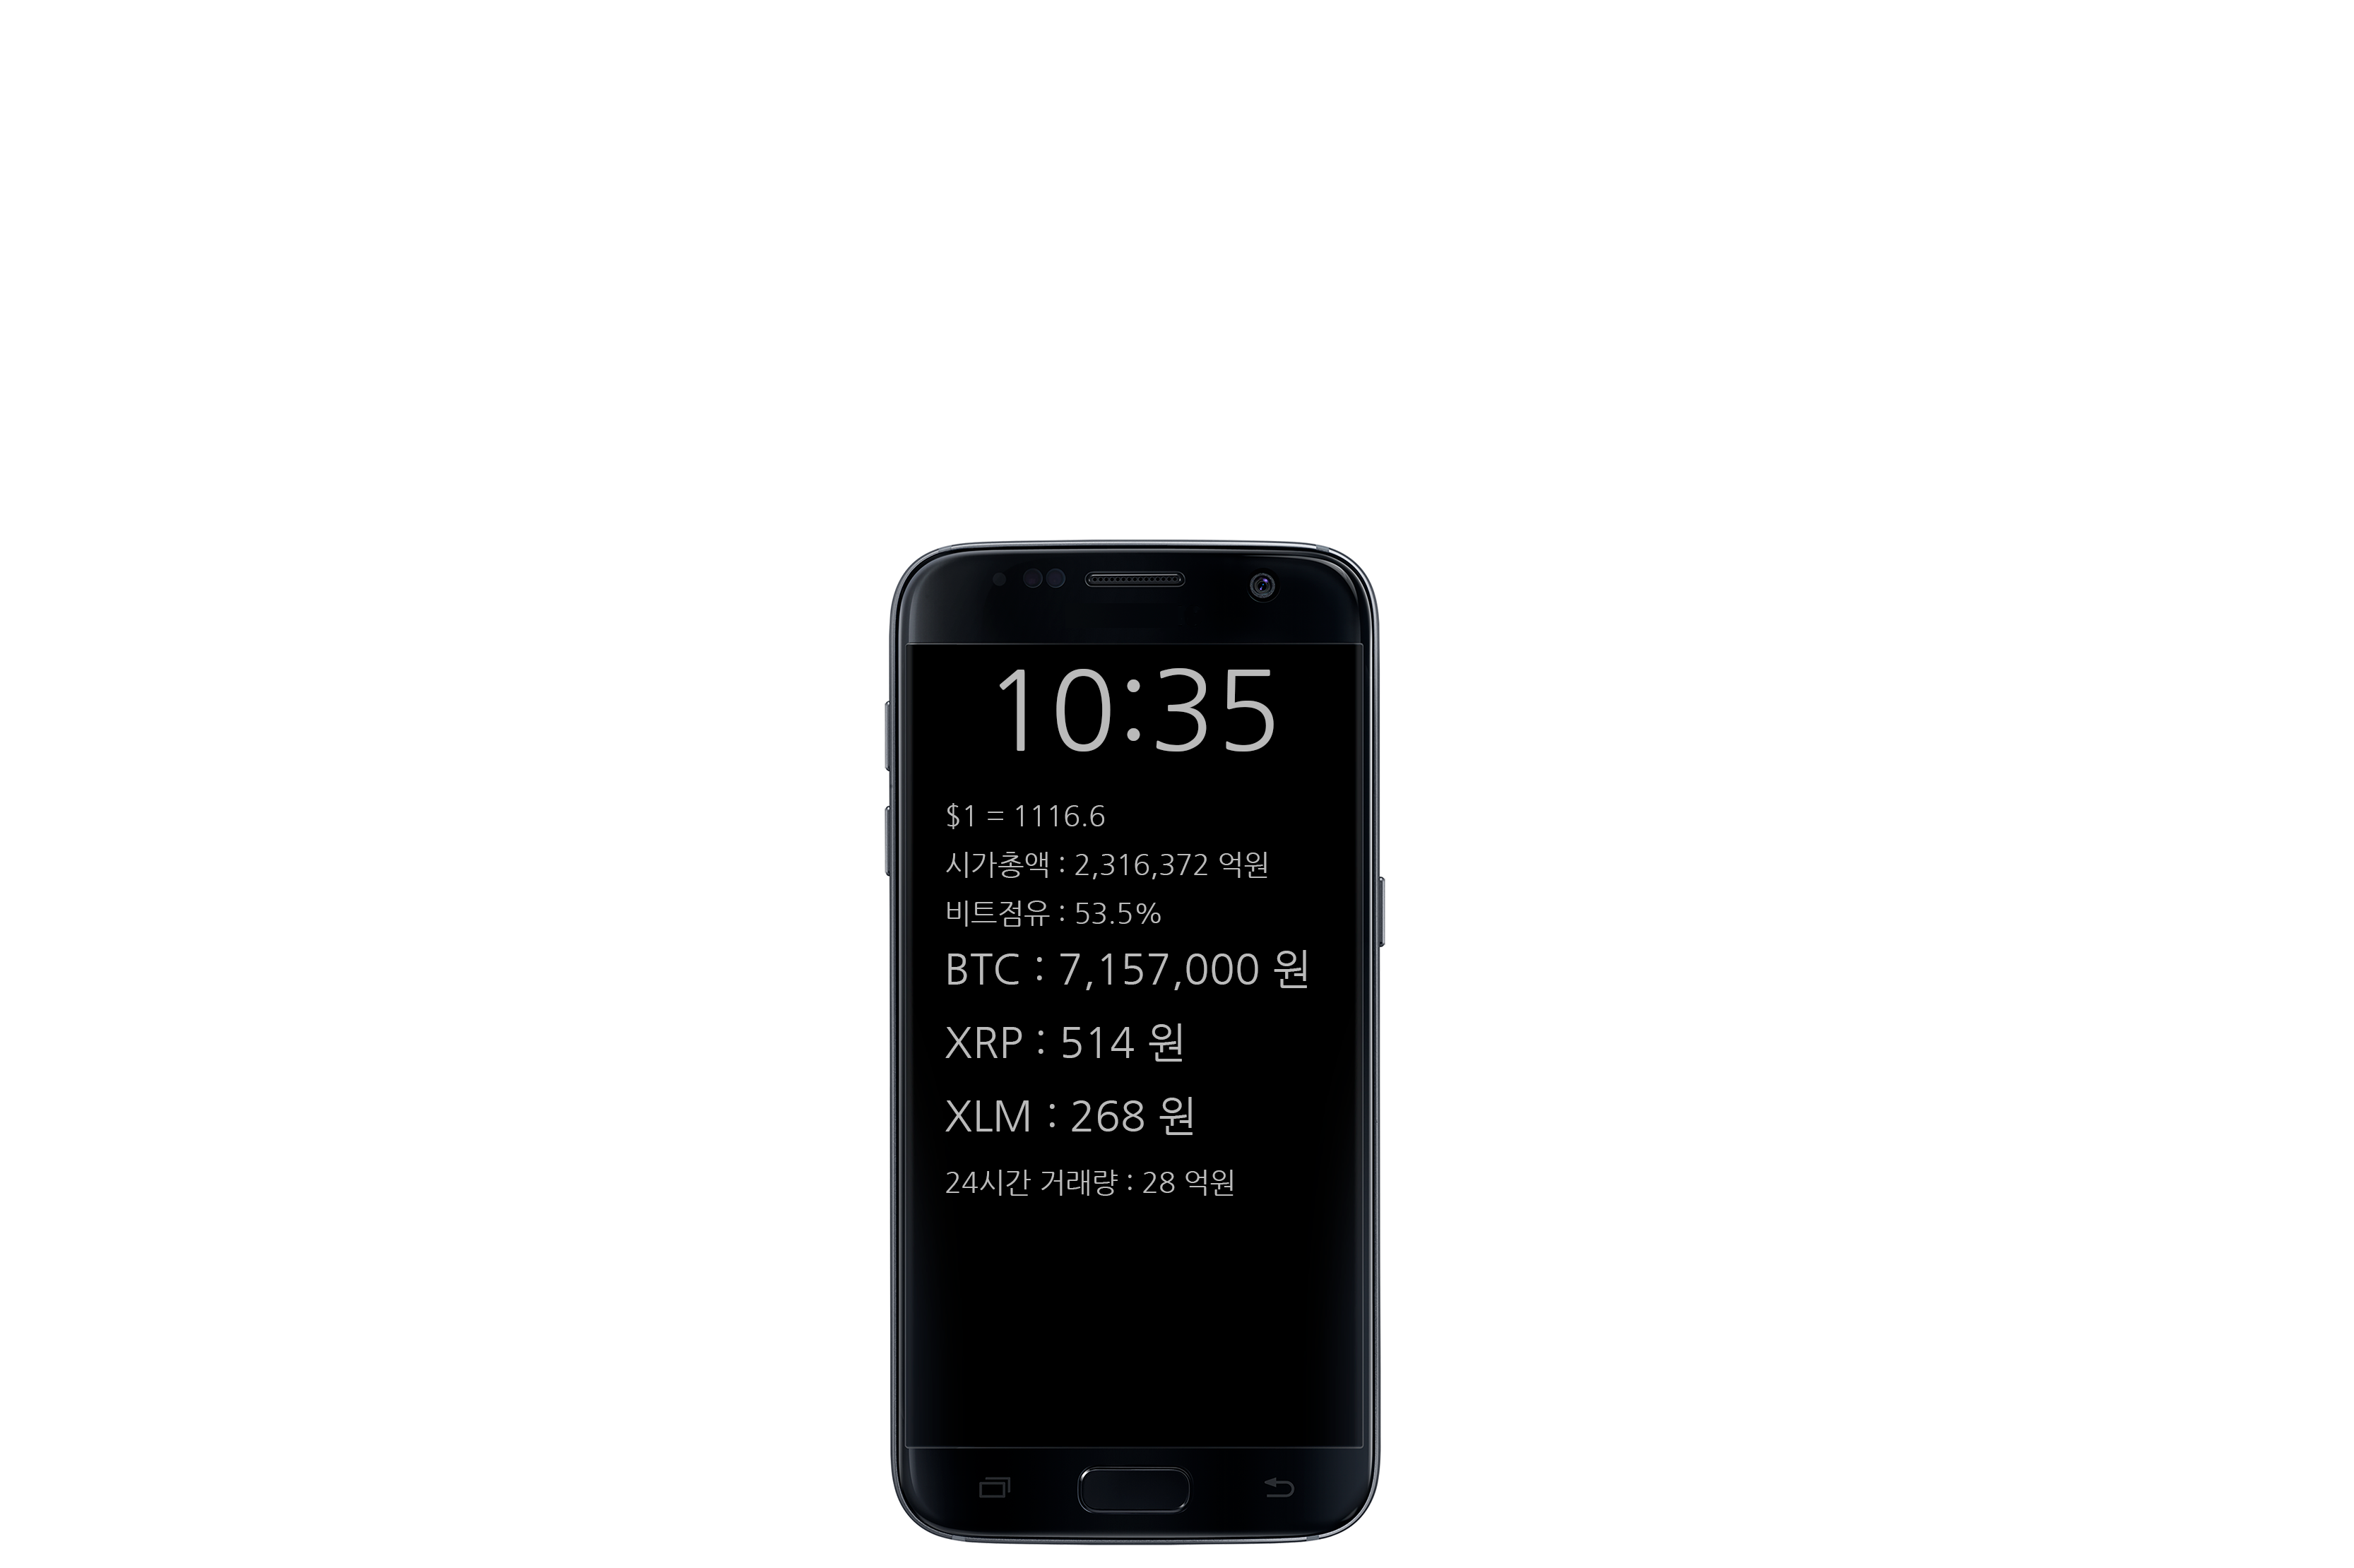 10:35
$1 = 1116.6
시가총액 : 2,316,372 억원
비트점유 : 53.5%
BTC : 7,157,000 원
XRP : 514 원
XLM : 268 원
24시간 거래량 : 28 억원